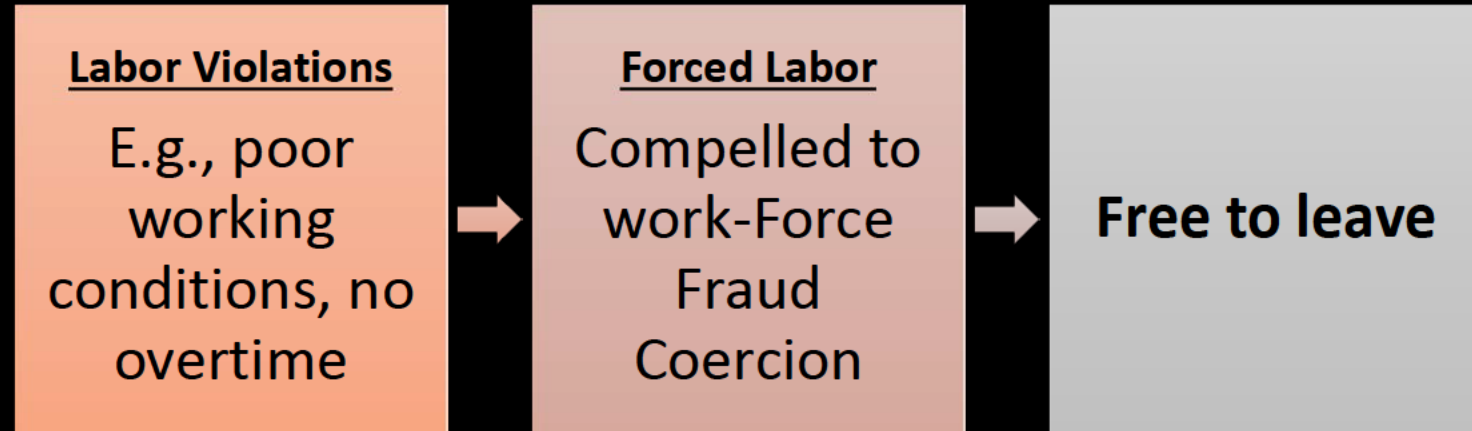 Labor Violations
E.g., poor
working
conditions, no
overtime
Forced Labor
Compelled to
work-Force
Fraud
Coercion
Free to leave